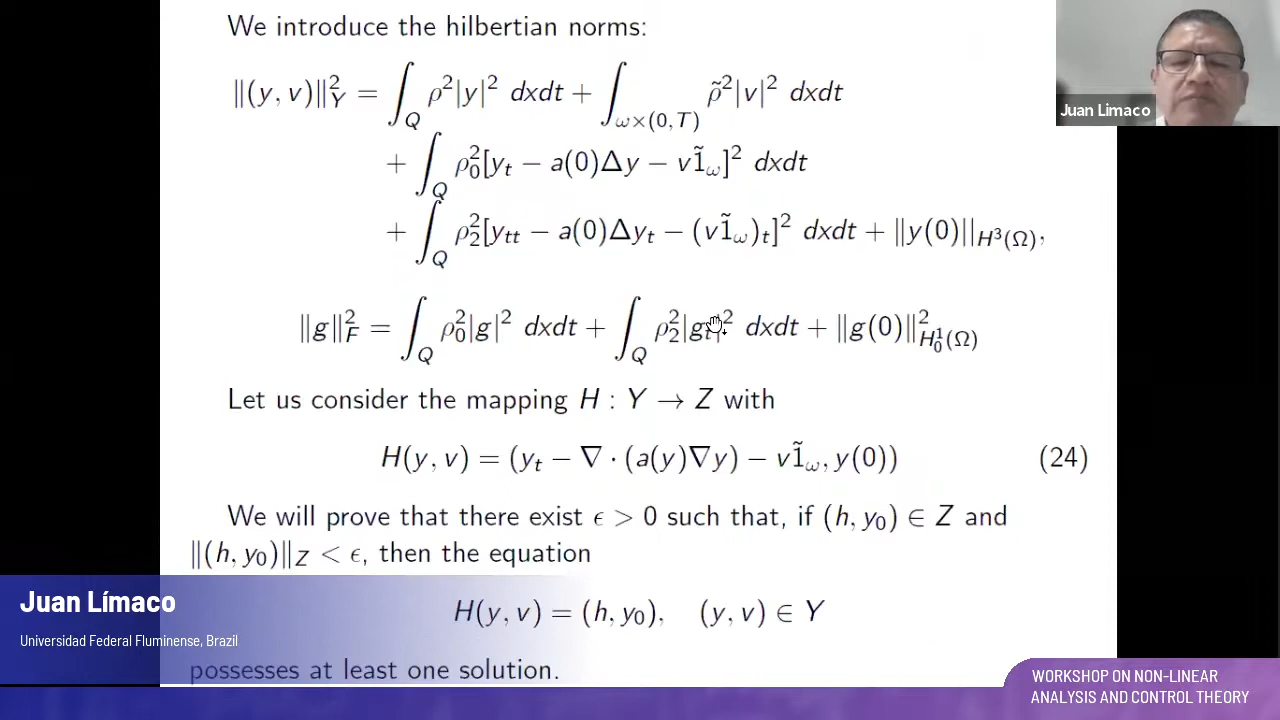 We introduce the hilbertian norms:
‖(y, v)‖²_Y = ∫_Q ρ²|y|² dxdt + ∫_{ω×(0,T)} ρ̃²|v|² dxdt
+ ∫_Q ρ₀²[y_t − a(0)Δy − v1̃_ω]² dxdt
+ ∫_Q ρ₂²[y_tt − a(0)Δy_t − (v1̃_ω)_t]² dxdt + ‖y(0)||_{H³(Ω)},
‖g‖²_F = ∫_Q ρ₀²|g|² dxdt + ∫_Q ρ₂²|g_t|² dxdt + ‖g(0)‖²_{H₀¹(Ω)}
Let us consider the mapping H : Y → Z with
H(y, v) = (y_t − ∇ · (a(y)∇y) − v1̃_ω, y(0)) (24)
We will prove that there exist ϵ > 0 such that, if (h, y₀) ∈ Z and
‖(h, y₀)‖_Z < ϵ, then the equation
H(y, v) = (h, y₀), (y, v) ∈ Y
possesses at least one solution.
Juan Limaco
Juan Límaco
Universidad Federal Fluminense, Brazil
WORKSHOP ON NON-LINEAR
ANALYSIS AND CONTROL THEORY